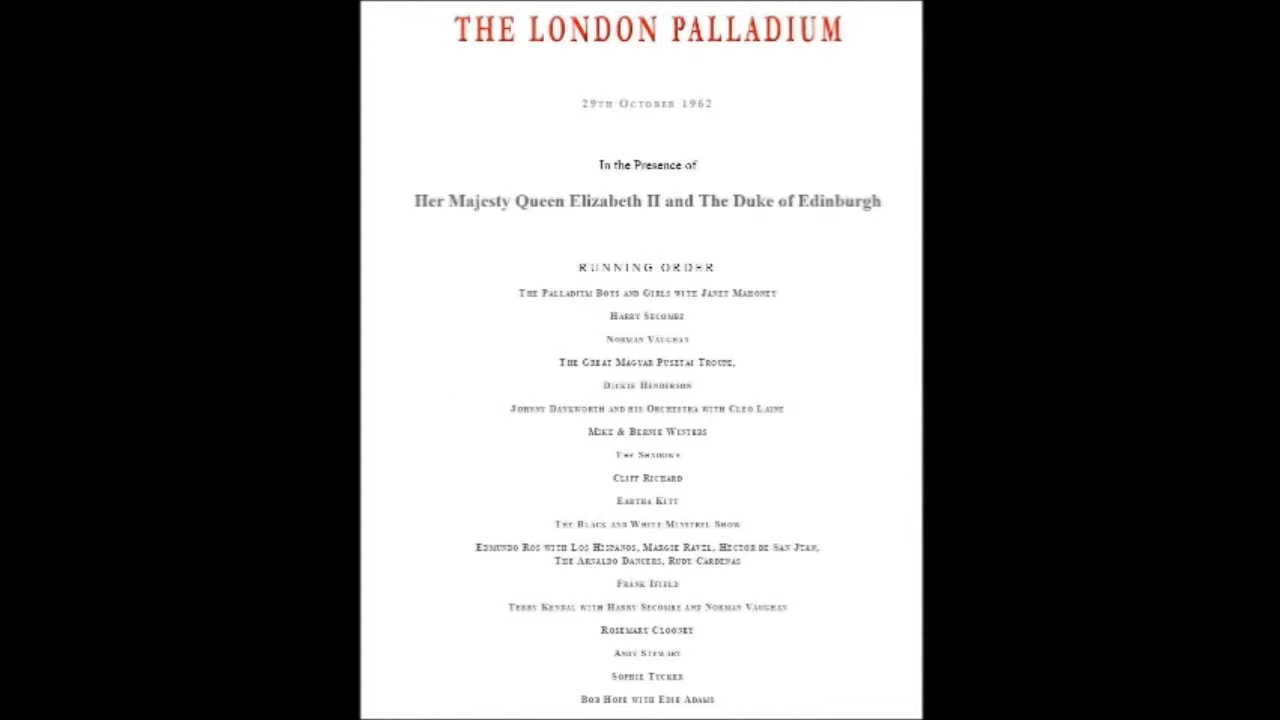 THE LONDON PALLADIUM
29TH OCTOBER 1962
In the Presence of
Her Majesty Queen Elizabeth II and The Duke of Edinburgh
RUNNING ORDER
THE PALLADIUM BOYS AND GIRLS WITH JANET MAHONEY
HARRY SECOMBE
NORMAN VAUGHAN
THE GREAT MAGYAR PUSZTAI TROUPE,
DICKIE HENDERSON
JOHNNY DANKWORTH AND HIS ORCHESTRA WITH CLEO LAINE
MIKE & BERNIE WINTERS
THE SHADOWS
CLIFF RICHARD
EARTHA KITT
THE BLACK AND WHITE MINSTREL SHOW
EDMUNDO ROS WITH LOS HISPANOS, MARGIE RAVEL, HECTOR DE SAN JUAN,
THE ARNALDO DANCERS, RUDY CARDENAS
FRANK IFIELD
TERRY KENDAL WITH HARRY SECOMBE AND NORMAN VAUGHAN
ROSEMARY CLOONEY
ANDY STEWART
SOPHIE TUCKER
BOB HOPE WITH EDIE ADAMS